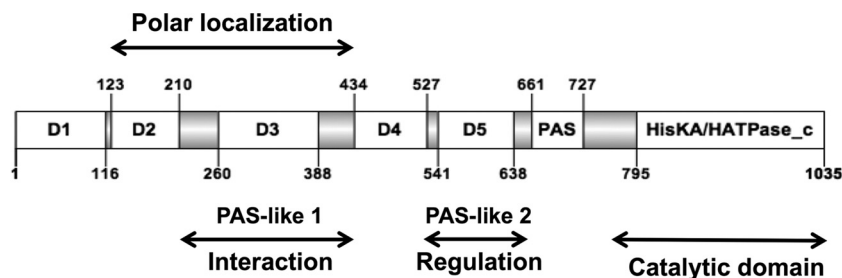 Polar localization
123 210 434 527 661 727
D1 D2 D3 D4 D5 PAS HisKA/HATPase_c
1 116 260 388 541 638 795 1035
PAS-like 1 PAS-like 2
Interaction Regulation Catalytic domain